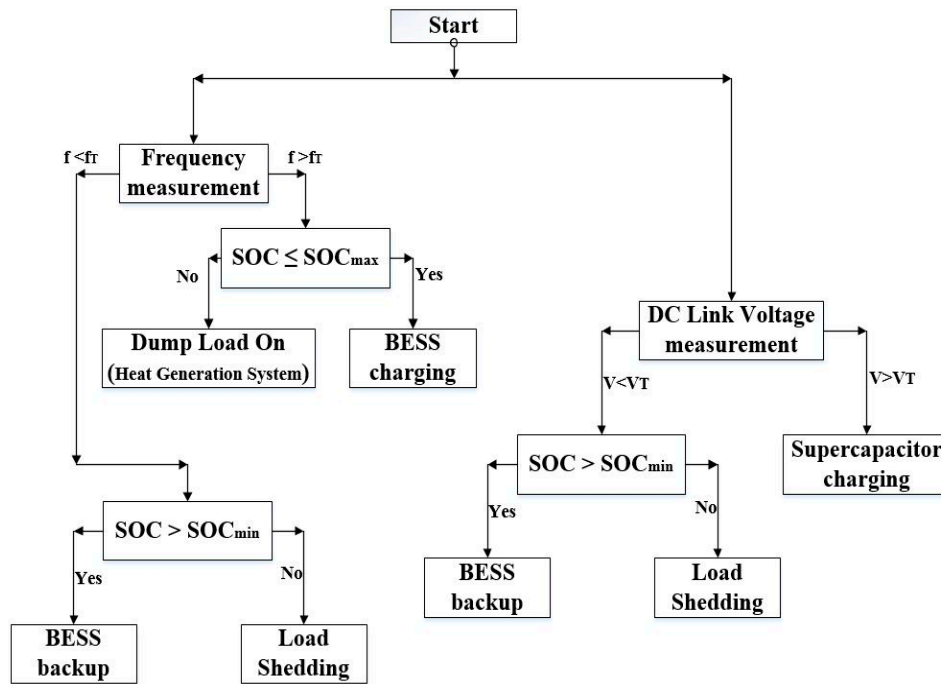 Start
f <fT
Frequency
measurement
f >fT
SOC ≤ SOCmax
No
Yes
Dump Load On
(Heat Generation System)
BESS
charging
DC Link Voltage
measurement
V<VT
V>VT
SOC > SOCmin
Supercapacitor
charging
Yes
No
BESS
backup
Load
Shedding
SOC > SOCmin
Yes
No
BESS
backup
Load
Shedding